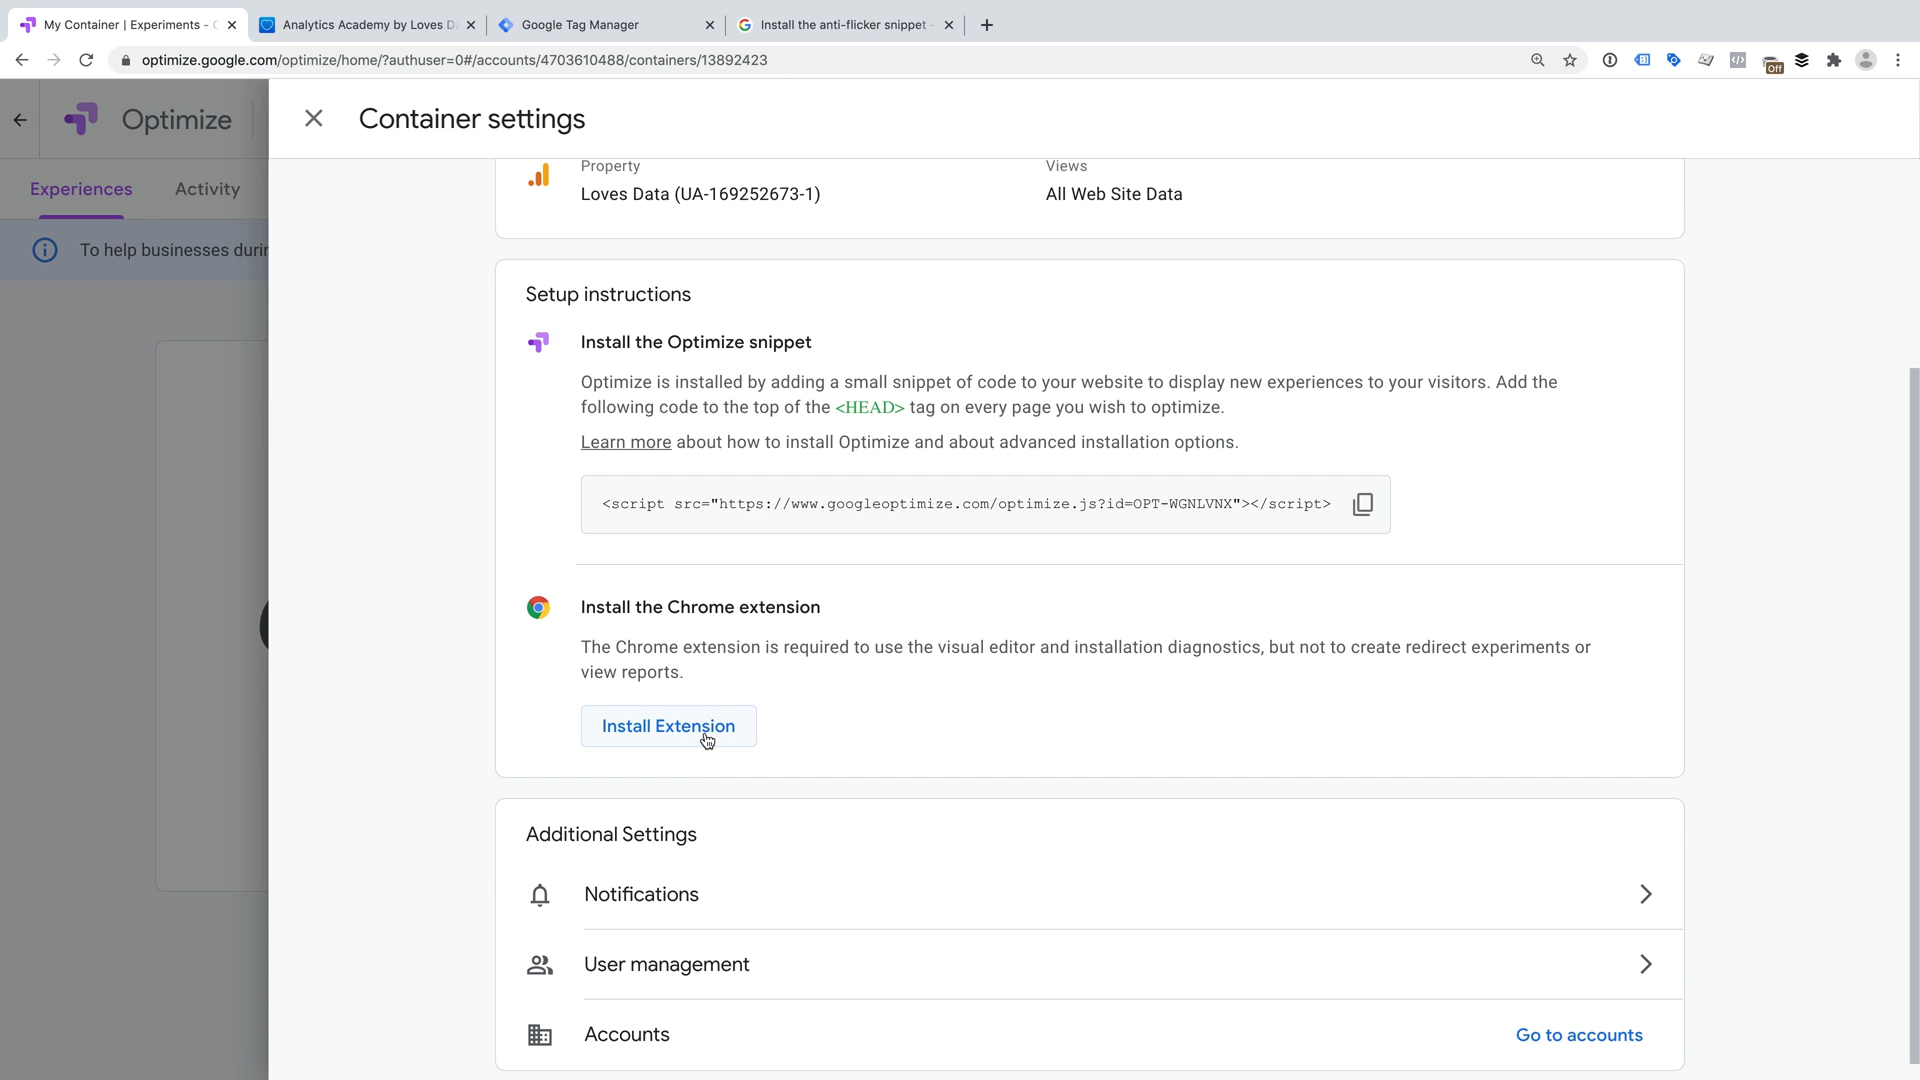 My Container | Experiments -
Analytics Academy by Loves D
Google Tag Manager
Install the anti-flicker snippet -
optimize.google.com/optimize/home/?authuser=0#/accounts/4703610488/containers/13892423
Off
Optimize
Container settings
Experiences
Activity
To help businesses durin
Property
Views
Loves Data (UA-169252673-1)
All Web Site Data
Setup instructions
Install the Optimize snippet
Optimize is installed by adding a small snippet of code to your website to display new experiences to your visitors. Add the
following code to the top of the <HEAD> tag on every page you wish to optimize.
Learn more about how to install Optimize and about advanced installation options.
<script src="https://www.googleoptimize.com/optimize.js?id=OPT-WGNLVNX"></script>
Install the Chrome extension
The Chrome extension is required to use the visual editor and installation diagnostics, but not to create redirect experiments or
view reports.
Install Extension
Additional Settings
Notifications
User management
Accounts
Go to accounts